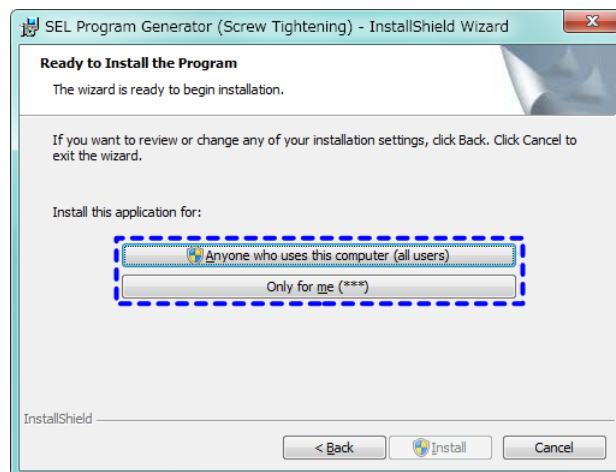 SEL Program Generator (Screw Tightening) - InstallShield Wizard
Ready to Install the Program
The wizard is ready to begin installation.
If you want to review or change any of your installation settings, click Back. Click Cancel to
exit the wizard.
Install this application for:
Anyone who uses this computer (all users)
Only for me (***)
InstallShield
< Back
Install
Cancel